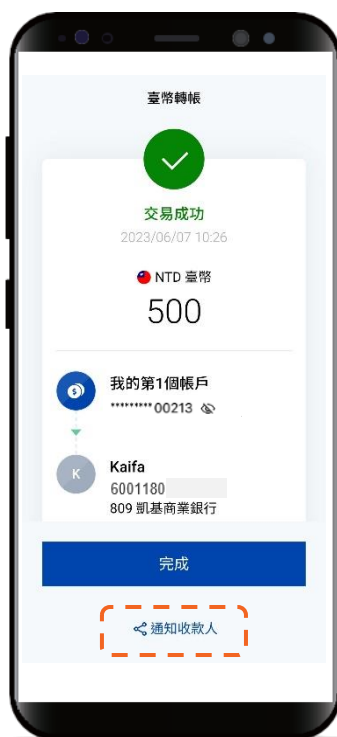 臺幣轉帳
交易成功
2023/06/07 10:26
NTD 臺幣
500
我的第1個帳戶
*********00213
K
Kaifa
6001180
809 凱基商業銀行
完成
通知收款人